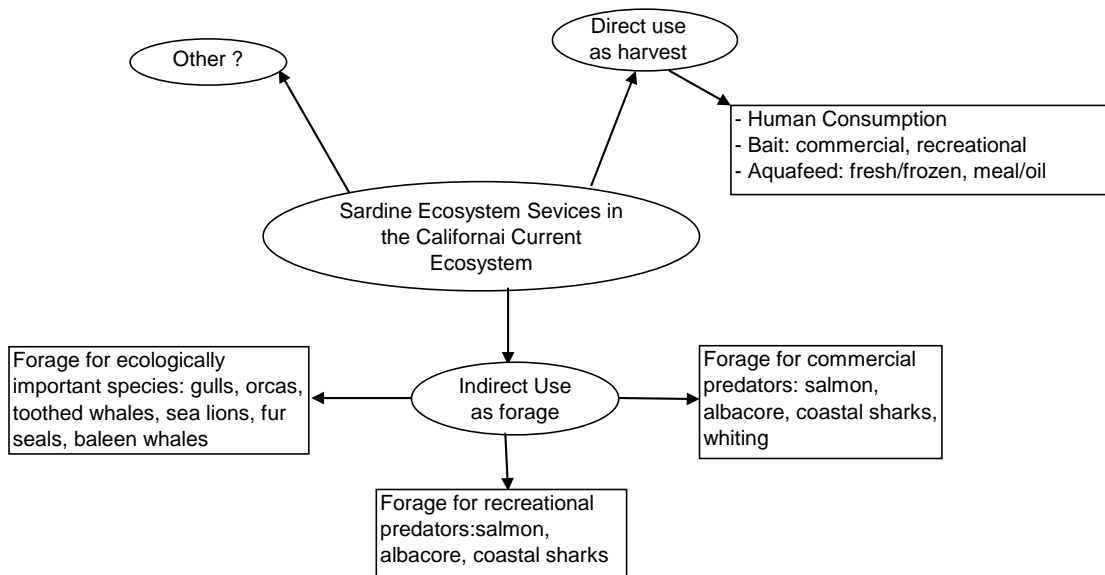 Other ?
Direct use
as harvest
- Human Consumption
- Bait: commercial, recreational
- Aquafeed: fresh/frozen, meal/oil
Sardine Ecosystem Sevices in
the Californai Current
Ecosystem
Forage for ecologically
important species: gulls, orcas,
toothed whales, sea lions, fur
seals, baleen whales
Indirect Use
as forage
Forage for commercial
predators: salmon,
albacore, coastal sharks,
whiting
Forage for recreational
predators:salmon,
albacore, coastal sharks